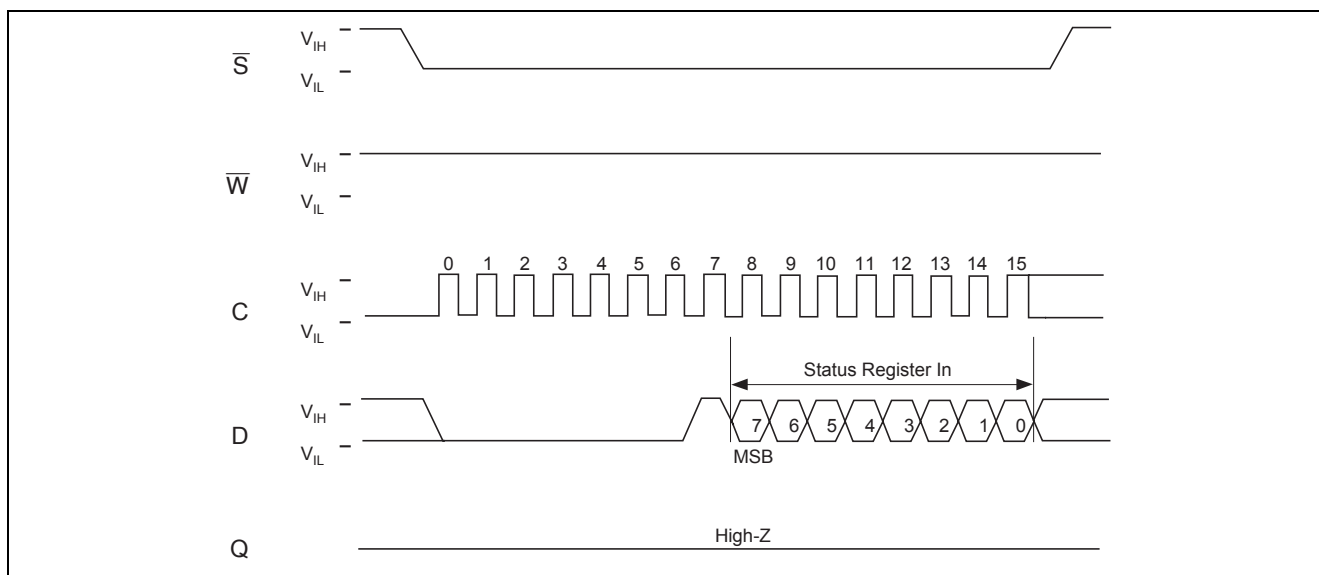 V_IH
S̅
V_IL
V_IH
W̅
V_IL
0 1 2 3 4 5 6 7 8 9 10 11 12 13 14 15
V_IH
C
V_IL
Status Register In
V_IH
D
7 6 5 4 3 2 1 0
V_IL
MSB
High-Z
Q